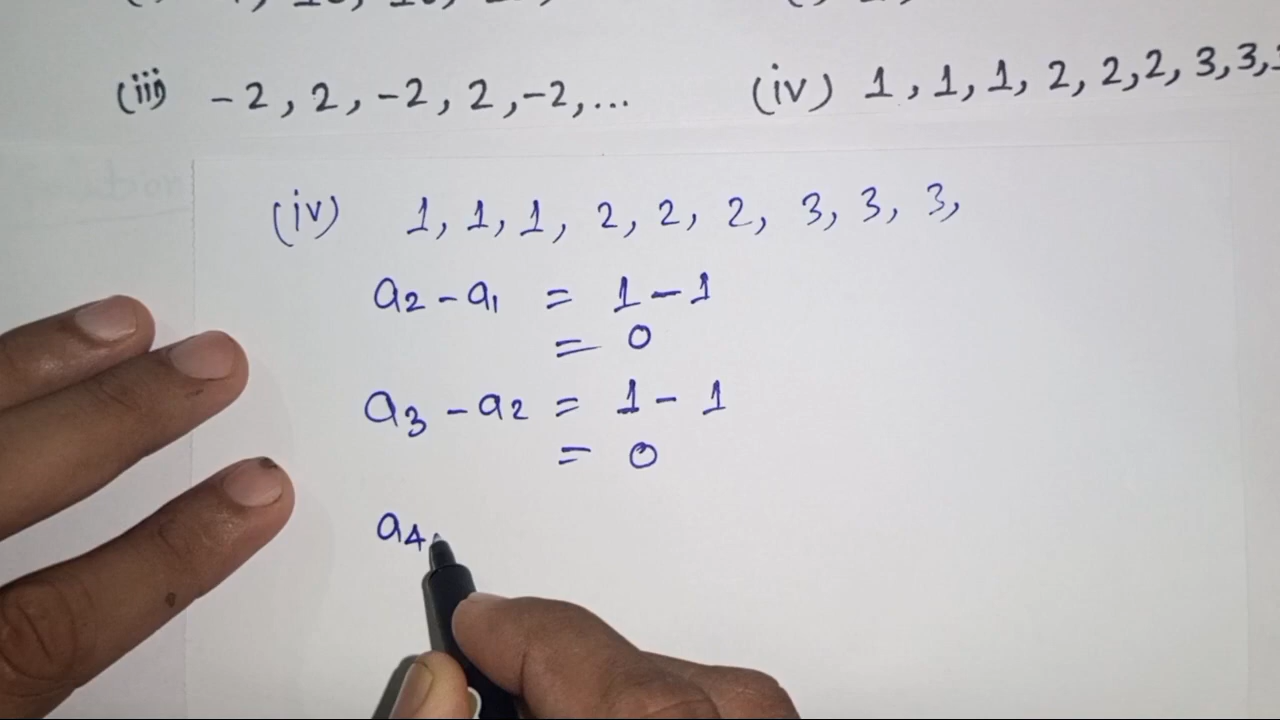 (iii) -2, 2, -2, 2, -2, ... (iv) 1, 1, 1, 2, 2, 2, 3, 3,
(iv) 1, 1, 1, 2, 2, 2, 3, 3, 3,
a2 - a1 = 1 - 1
= 0
a3 - a2 = 1 - 1
= 0
a4